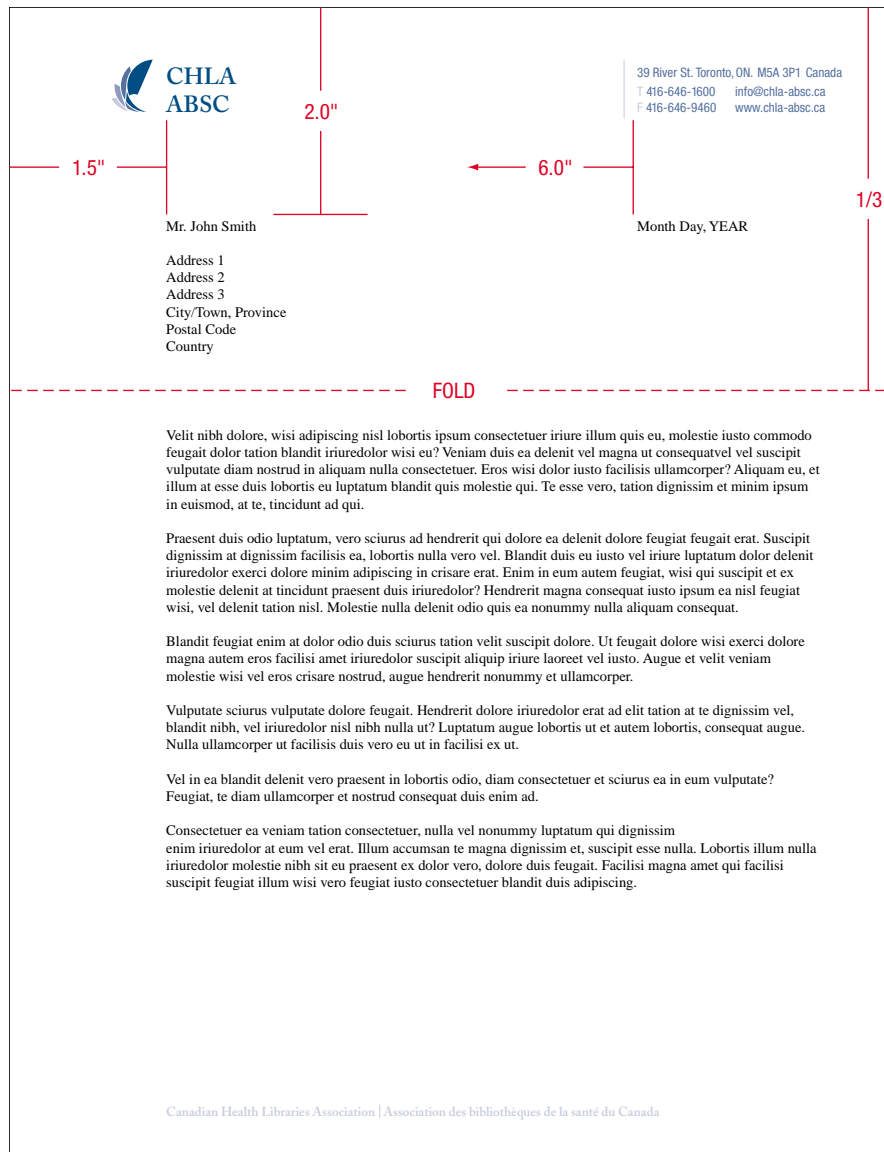 CHLA
ABSC
39 River St. Toronto, ON. M5A 3P1 Canada
T 416-646-1600 info@chla-absc.ca
F 416-646-9460 www.chla-absc.ca
2.0"
1.5"
6.0"
1/3
Mr. John Smith
Month Day, YEAR
Address 1
Address 2
Address 3
City/Town, Province
Postal Code
Country
FOLD
Velit nibh dolore, wisi adipiscing nisl lobortis ipsum consectetuer iriure illum quis eu, molestie iusto commodo
feugait dolor tation blandit iriuredolor wisi eu? Veniam duis ea delenit vel magna ut consequatvel vel suscipit
vulputate diam nostrud in aliquam nulla consectetuer. Eros wisi dolor iusto facilisis ullamcorper? Aliquam eu, et
illum at esse duis lobortis eu luptatum blandit quis molestie qui. Te esse vero, tation dignissim et minim ipsum
in euismod, at te, tincidunt ad qui.
Praesent duis odio luptatum, vero sciurus ad hendrerit qui dolore ea delenit dolore feugiat feugait erat. Suscipit
dignissim at dignissim facilisis ea, lobortis nulla vero vel. Blandit duis eu iusto vel iriure luptatum dolor delenit
iriuredolor exerci dolore minim adipiscing in crisare erat. Enim in eum autem feugiat, wisi qui suscipit et ex
molestie delenit at tincidunt praesent duis iriuredolor? Hendrerit magna consequat iusto ipsum ea nisl feugiat
wisi, vel delenit tation nisl. Molestie nulla delenit odio quis ea nonummy nulla aliquam consequat.
Blandit feugiat enim at dolor odio duis sciurus tation velit suscipit dolore. Ut feugait dolore wisi exerci dolore
magna autem eros facilisi amet iriuredolor suscipit aliquip iriure laoreet vel iusto. Augue et velit veniam
molestie wisi vel eros crisare nostrud, augue hendrerit nonummy et ullamcorper.
Vulputate sciurus vulputate dolore feugait. Hendrerit dolore iriuredolor erat ad elit tation at te dignissim vel,
blandit nibh, vel iriuredolor nisl nibh nulla ut? Luptatum augue lobortis ut et autem lobortis, consequat augue.
Nulla ullamcorper ut facilisis duis vero eu ut in facilisi ex ut.
Vel in ea blandit delenit vero praesent in lobortis odio, diam consectetuer et sciurus ea in eum vulputate?
Feugiat, te diam ullamcorper et nostrud consequat duis enim ad.
Consectetuer ea veniam tation consectetuer, nulla vel nonummy luptatum qui dignissim
enim iriuredolor at eum vel erat. Illum accumsan te magna dignissim et, suscipit esse nulla. Lobortis illum nulla
iriuredolor molestie nibh sit eu praesent ex dolor vero, dolore duis feugait. Facilisi magna amet qui facilisi
suscipit feugiat illum wisi vero feugiat iusto consectetuer blandit duis adipiscing.
Canadian Health Libraries Association | Association des bibliothèques de la santé du Canada